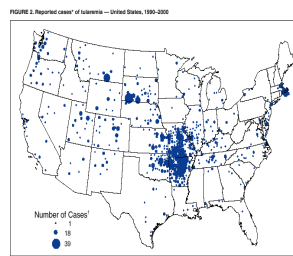 FIGURE 2. Reported cases* of tularemia — United States, 1990–2000
Number of Cases†
1
18
39